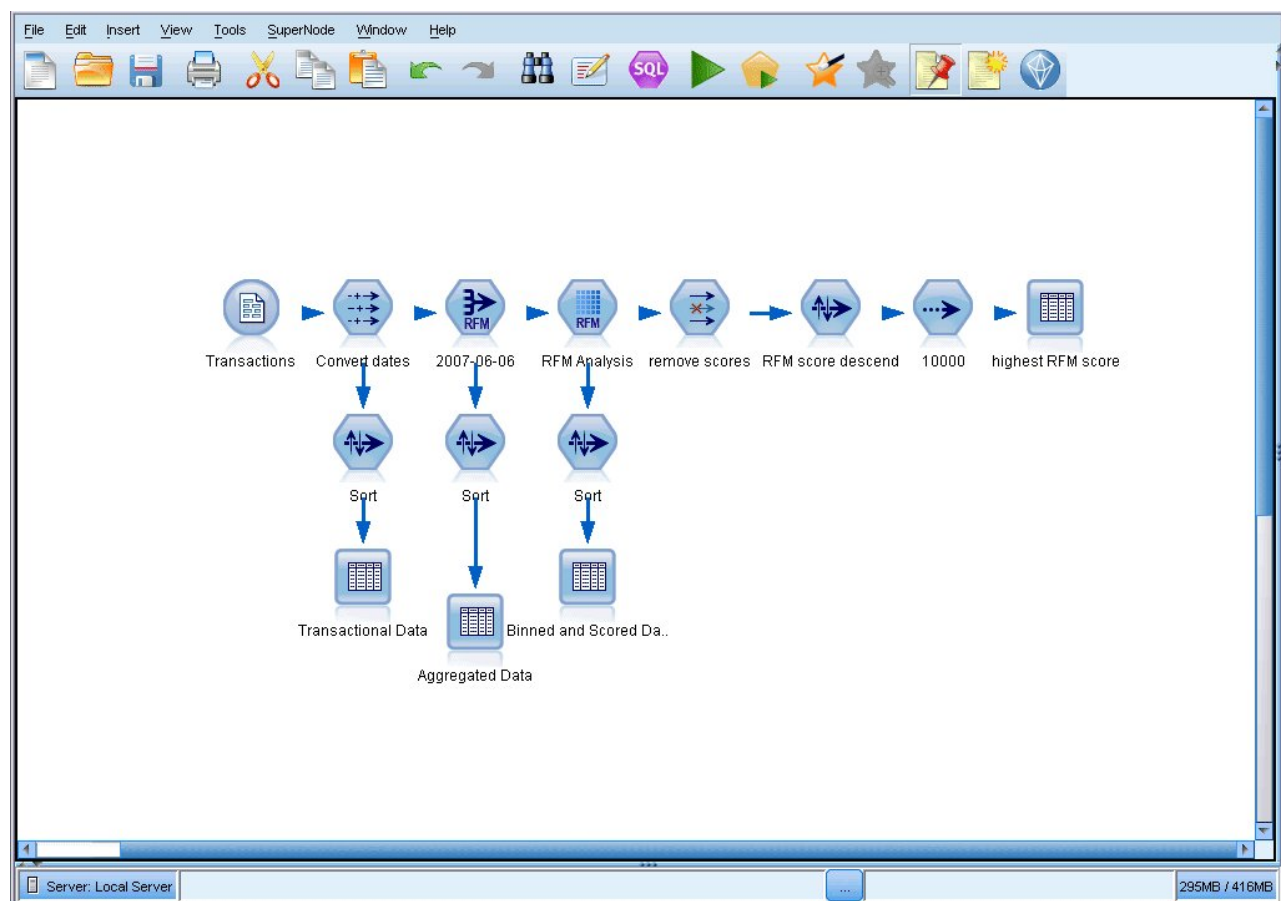 File Edit Insert View Tools SuperNode Window Help
SQL
RFM RFM
Transactions Convert dates 2007-06-06 RFM Analysis remove scores RFM score descend 10000 highest RFM score
Sort Sort Sort
Transactional Data Binned and Scored Da..
Aggregated Data
Server: Local Server ... 295MB / 416MB